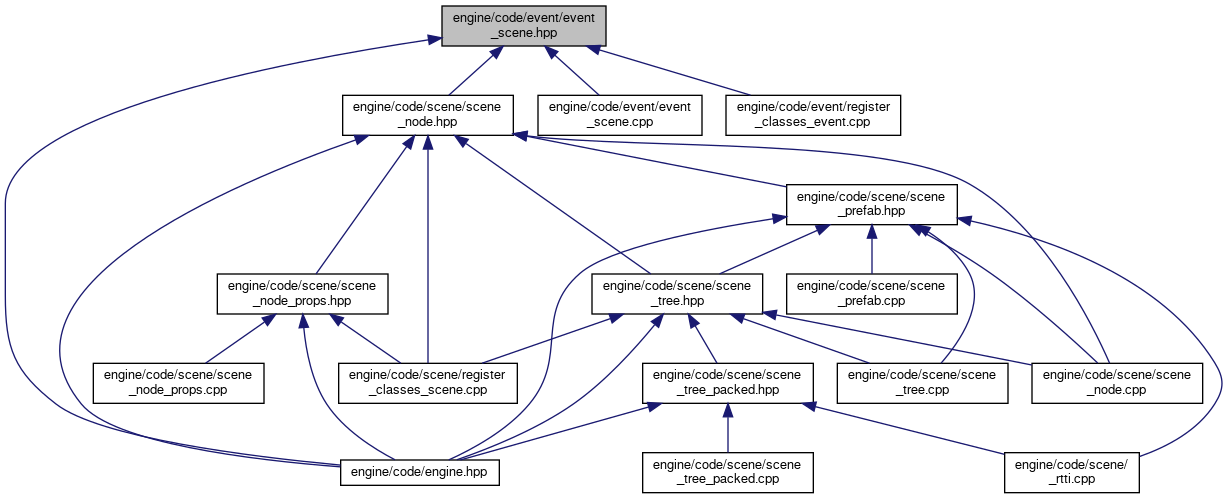 engine/code/event/event
_scene.hpp
engine/code/scene/scene
_node.hpp
engine/code/event/event
_scene.cpp
engine/code/event/register
_classes_event.cpp
engine/code/scene/scene
_prefab.hpp
engine/code/scene/scene
_node_props.hpp
engine/code/scene/scene
_tree.hpp
engine/code/scene/scene
_prefab.cpp
engine/code/scene/scene
_node_props.cpp
engine/code/scene/register
_classes_scene.cpp
engine/code/scene/scene
_tree_packed.hpp
engine/code/scene/scene
_tree.cpp
engine/code/scene/scene
_node.cpp
engine/code/engine.hpp
engine/code/scene/scene
_tree_packed.cpp
engine/code/scene/
_rtti.cpp